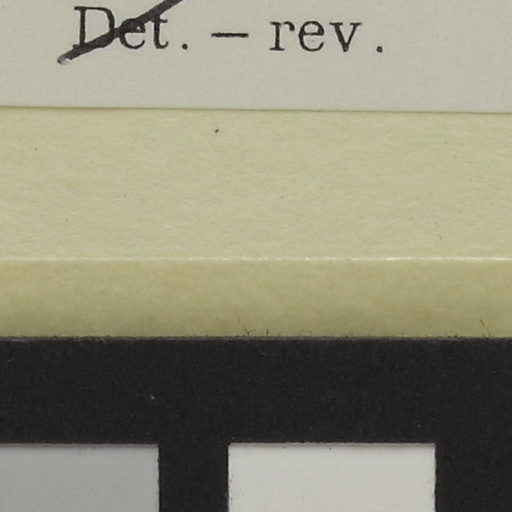 Det. – rev.